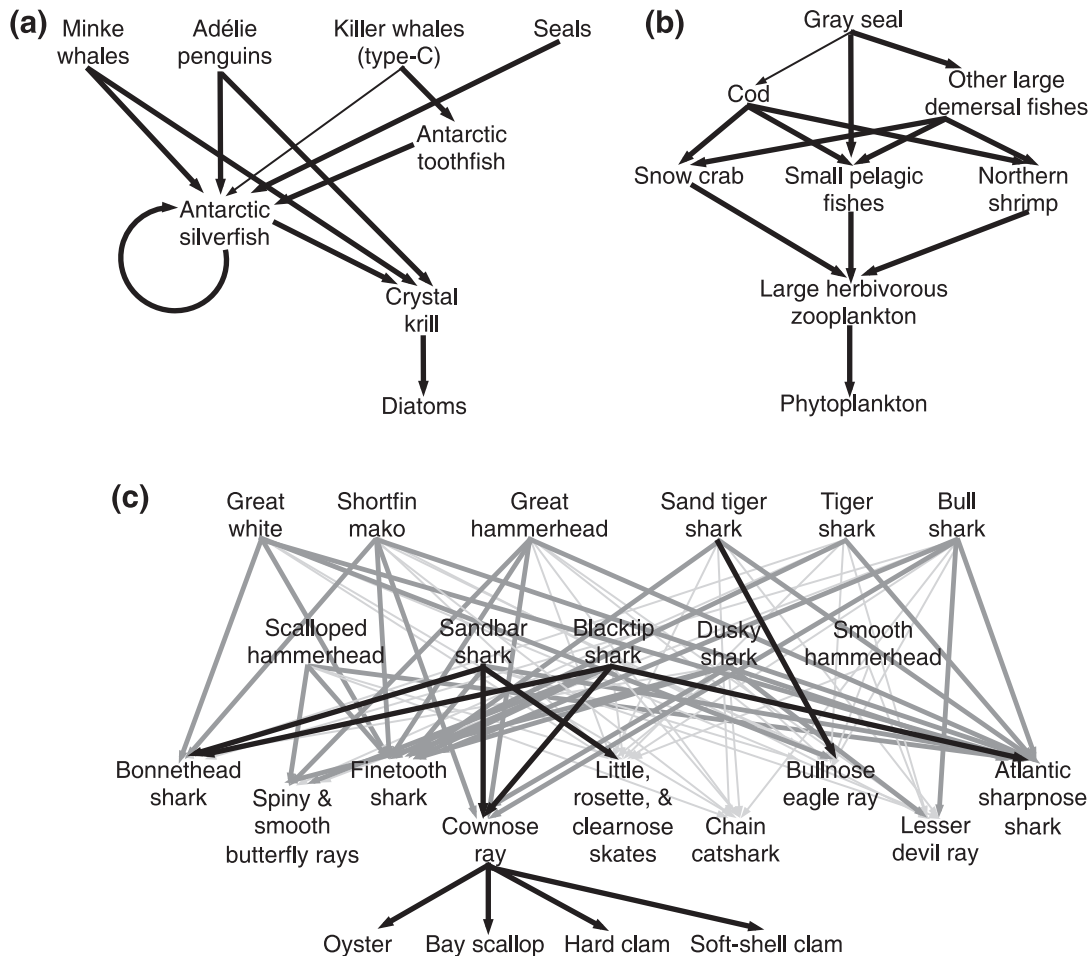 (a)
Minke
whales
Adélie
penguins
Killer whales
(type-C)
Seals
Antarctic
toothfish
Antarctic
silverfish
Crystal
krill
Diatoms
(b)
Gray seal
Cod
Other large
demersal fishes
Snow crab
Small pelagic
fishes
Northern
shrimp
Large herbivorous
zooplankton
Phytoplankton
(c)
Great
white
Shortfin
mako
Great
hammerhead
Sand tiger
shark
Tiger
shark
Bull
shark
Scalloped
hammerhead
Sandbar
shark
Blacktip
shark
Dusky
shark
Smooth
hammerhead
Bonnethead
shark
Spiny &
smooth
butterfly rays
Finetooth
shark
Cownose
ray
Little,
rosette, &
clearnose
skates
Chain
catshark
Bullnose
eagle ray
Lesser
devil ray
Atlantic
sharpnose
shark
Oyster
Bay scallop
Hard clam
Soft-shell clam